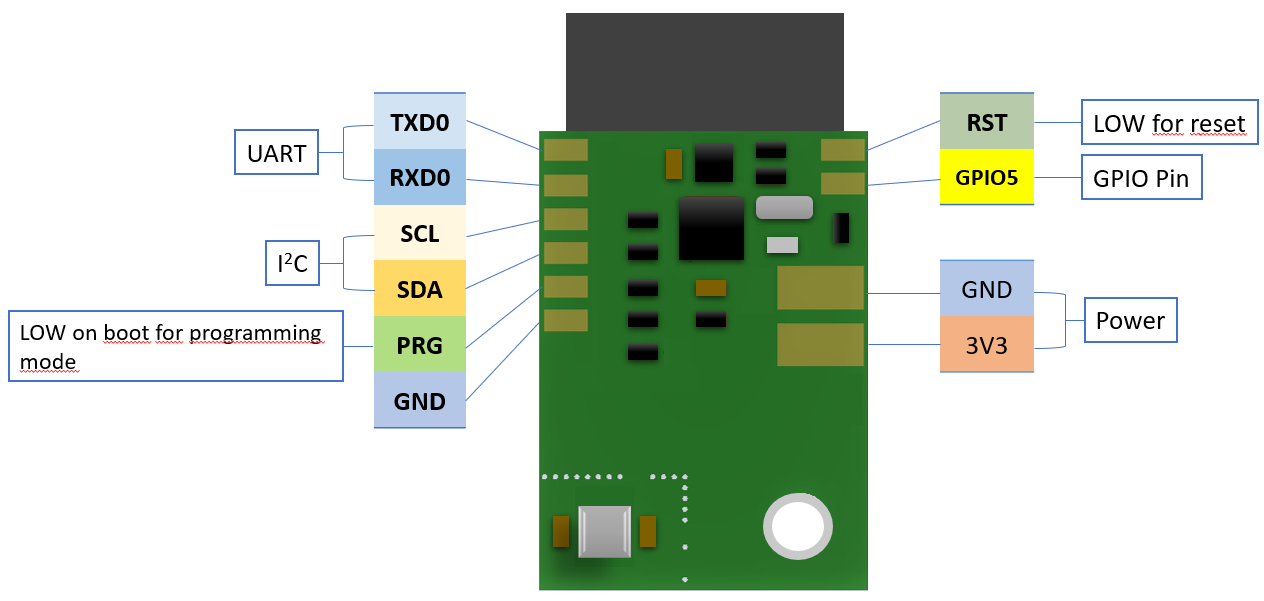 TXD0
RXD0
UART
SCL
SDA
I²C
PRG
LOW on boot for programming
mode
GND
RST
LOW for reset
GPIO5
GPIO Pin
GND
3V3
Power